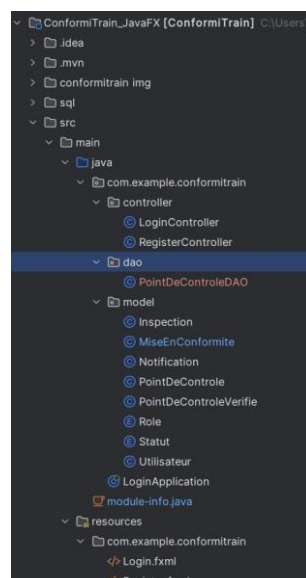 ConformiTrain_JavaFX [ConformiTrain] C:\Users
.idea
.mvn
conformitrain img
sql
src
main
java
com.example.conformitrain
controller
LoginController
RegisterController
dao
PointDeControleDAO
model
Inspection
MiseEnConformite
Notification
PointDeControle
PointDeControleVerifie
Role
Statut
Utilisateur
LoginApplication
module-info.java
resources
com.example.conformitrain
Login.fxml